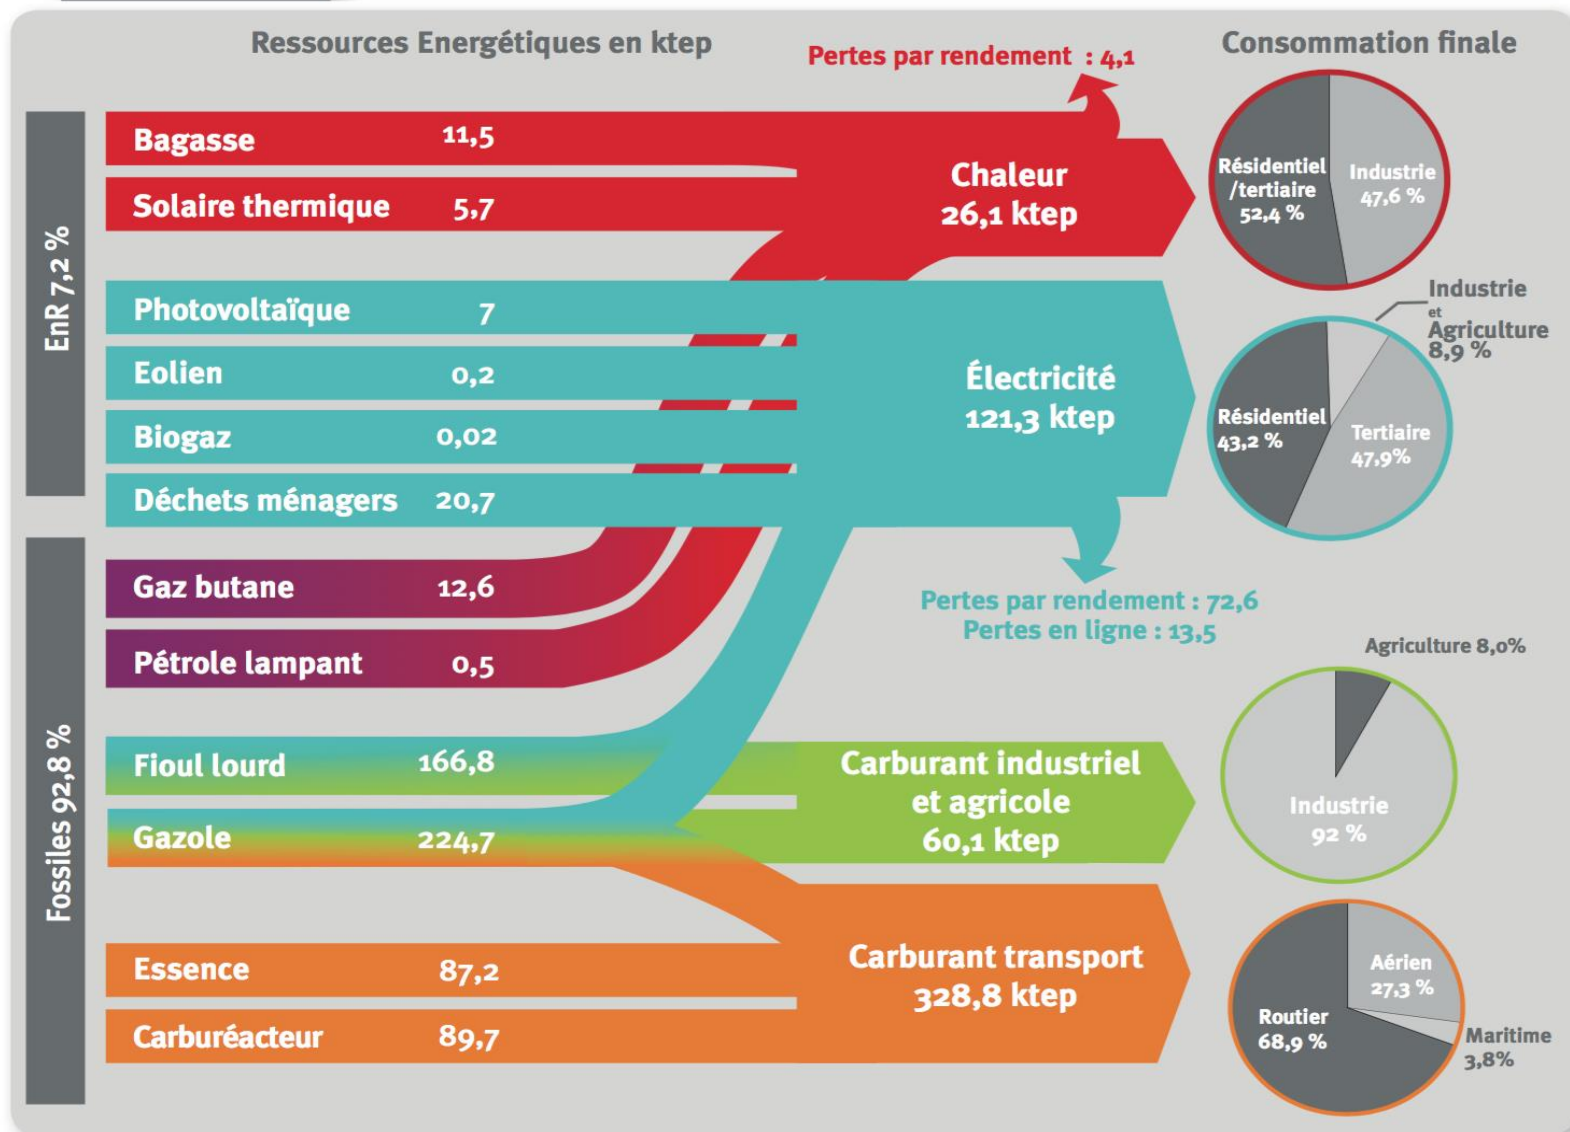 Ressources Energétiques en ktep
Consommation finale
Pertes par rendement : 4,1
EnR 7,2 %
Bagasse 11,5
Solaire thermique 5,7
Photovoltaïque 7
Eolien 0,2
Biogaz 0,02
Déchets ménagers 20,7
Fossiles 92,8 %
Gaz butane 12,6
Pétrole lampant 0,5
Fioul lourd 166,8
Gazole 224,7
Essence 87,2
Carburéacteur 89,7
Chaleur
26,1 ktep
Électricité
121,3 ktep
Pertes par rendement : 72,6
Pertes en ligne : 13,5
Carburant industriel
et agricole
60,1 ktep
Carburant transport
328,8 ktep
Résidentiel
/tertiaire
52,4 %
Industrie
47,6 %
Industrie
et
Agriculture
8,9 %
Résidentiel
43,2 %
Tertiaire
47,9%
Agriculture 8,0%
Industrie
92 %
Aérien
27,3 %
Routier
68,9 %
Maritime
3,8%